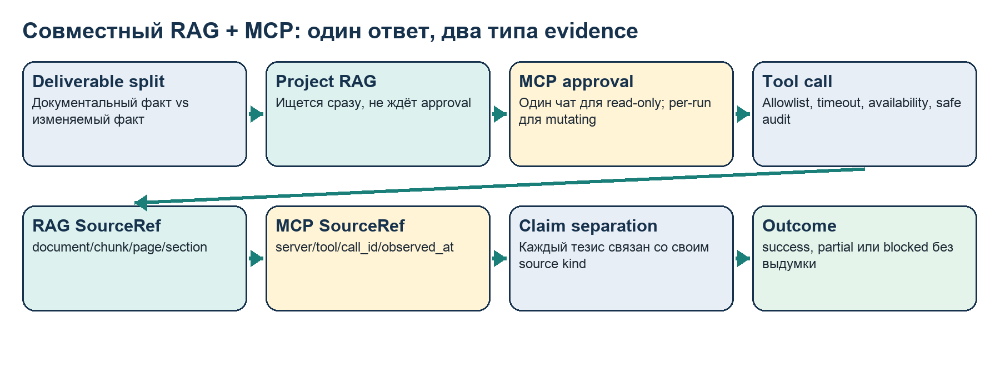 Совместный RAG + MCP: один ответ, два типа evidence
Deliverable split
Документальный факт vs
изменяемый факт
Project RAG
Ищется сразу, не ждёт approval
MCP approval
Один чат для read-only; per-run
для mutating
Tool call
Allowlist, timeout, availability, safe
audit
RAG SourceRef
document/chunk/page/section
MCP SourceRef
server/tool/call_id/observed_at
Claim separation
Каждый тезис связан со своим
source kind
Outcome
success, partial или blocked без
выдумки